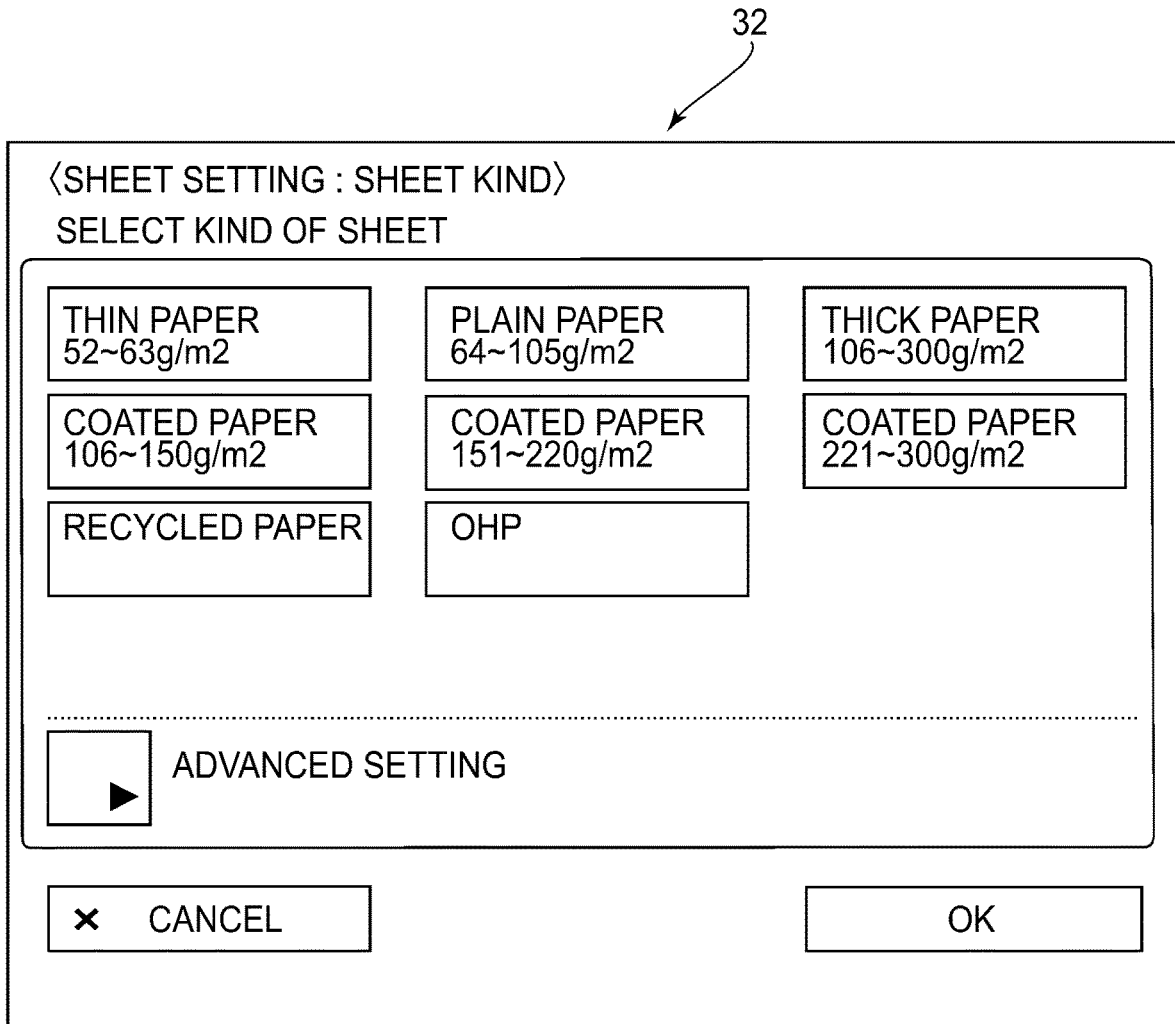 32
〈SHEET SETTING : SHEET KIND〉
SELECT KIND OF SHEET
THIN PAPER
52~63g/m2
PLAIN PAPER
64~105g/m2
THICK PAPER
106~300g/m2
COATED PAPER
106~150g/m2
COATED PAPER
151~220g/m2
COATED PAPER
221~300g/m2
RECYCLED PAPER
OHP
ADVANCED SETTING
× CANCEL
OK